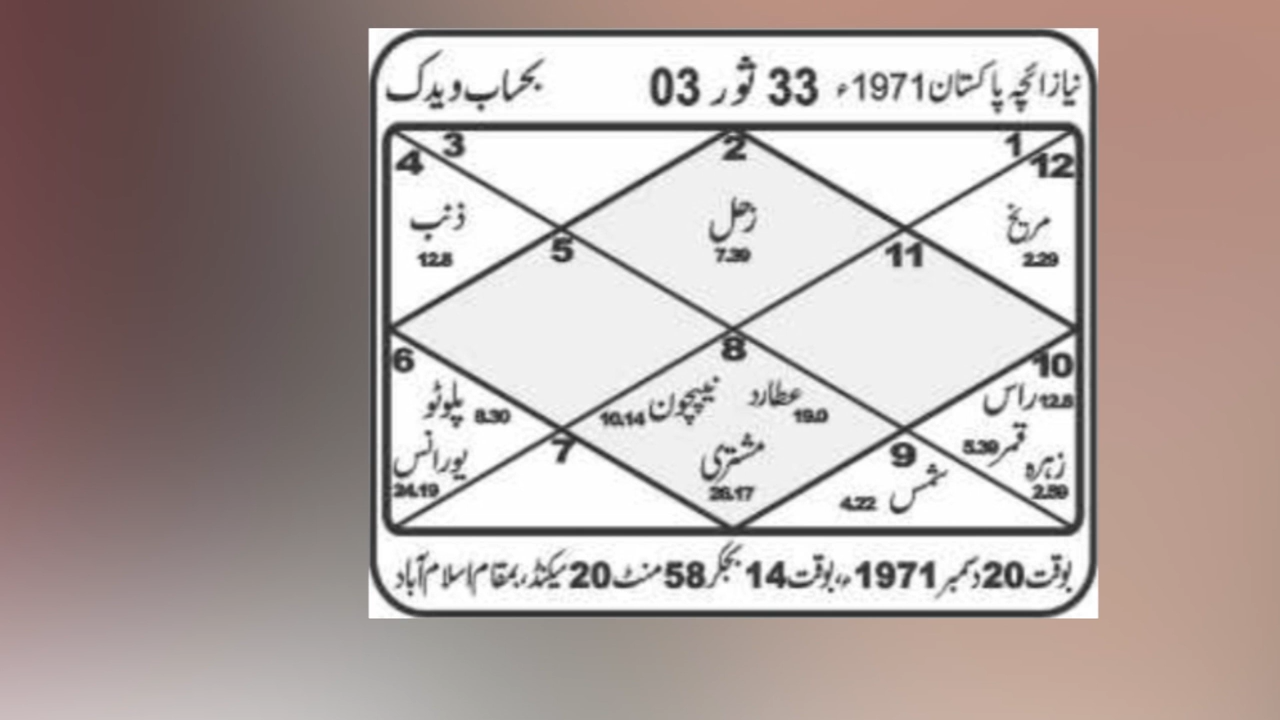 نیا زائچہ پاکستان 1971ء 33 ثور 03 بحساب ویدک
1
12
2
3
4
مریخ
2.29
زحل
7.39
ذنب
12.8
11
5
8
10
راس 12.8
6
پلوٹو 8.30
نیپچون 10.14
عطارد 19.0
قمر 5.39
زہرہ
2.59
یورانس
24.19
مشتری
26.17
9
شمس 4.22
7
بوقت 20 دسمبر 1971ء، بوقت 14 بجکر 58 منٹ 20 سیکنڈ، بمقام اسلام آباد